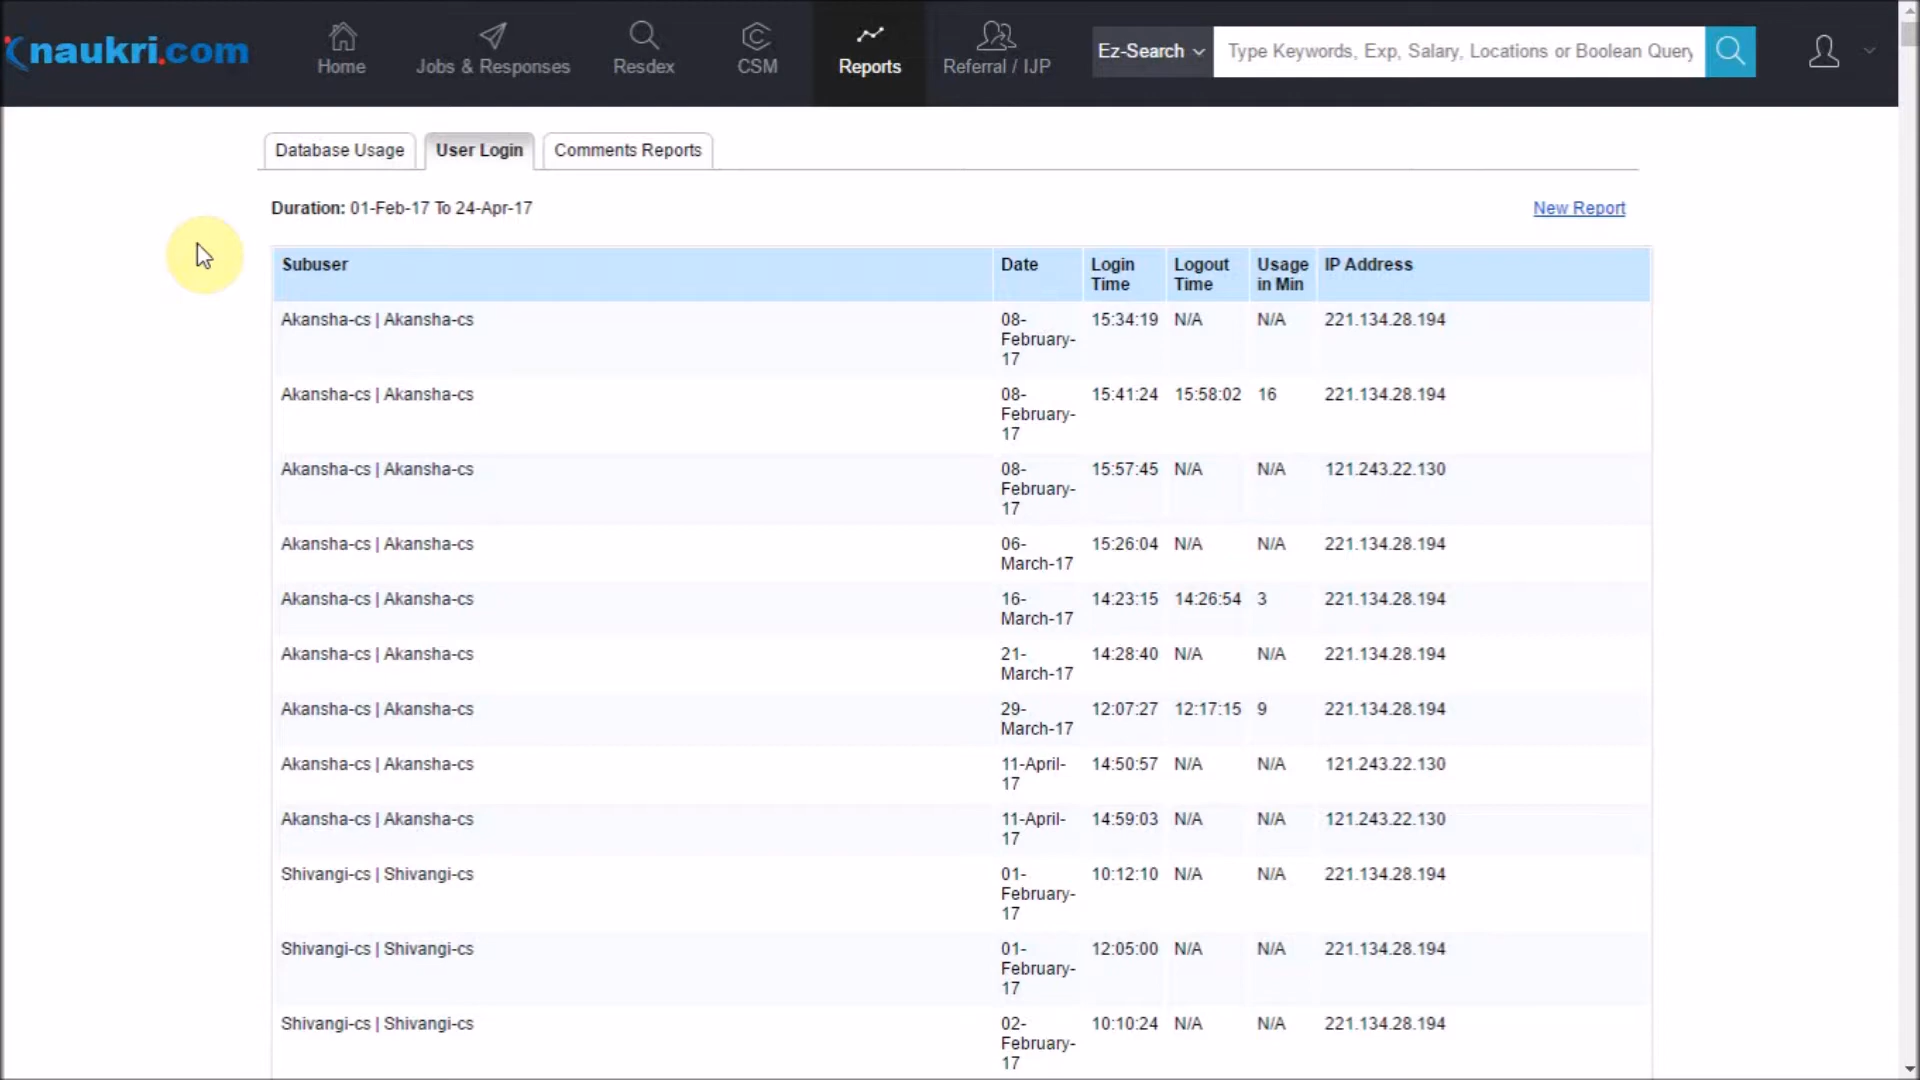 naukri.com
Home Jobs & Responses Resdex CSM Reports Referral / IJP Ez-Search Type Keywords, Exp, Salary, Locations or Boolean Query
Database Usage User Login Comments Reports
Duration: 01-Feb-17 To 24-Apr-17 New Report
Subuser Date Login Logout Usage IP Address
Time Time in Min
Akansha-cs | Akansha-cs 08- 15:34:19 N/A N/A 221.134.28.194
February-
17
Akansha-cs | Akansha-cs 08- 15:41:24 15:58:02 16 221.134.28.194
February-
17
Akansha-cs | Akansha-cs 08- 15:57:45 N/A N/A 121.243.22.130
February-
17
Akansha-cs | Akansha-cs 06- 15:26:04 N/A N/A 221.134.28.194
March-17
Akansha-cs | Akansha-cs 16- 14:23:15 14:26:54 3 221.134.28.194
March-17
Akansha-cs | Akansha-cs 21- 14:28:40 N/A N/A 221.134.28.194
March-17
Akansha-cs | Akansha-cs 29- 12:07:27 12:17:15 9 221.134.28.194
March-17
Akansha-cs | Akansha-cs 11-April- 14:50:57 N/A N/A 121.243.22.130
17
Akansha-cs | Akansha-cs 11-April- 14:59:03 N/A N/A 121.243.22.130
17
Shivangi-cs | Shivangi-cs 01- 10:12:10 N/A N/A 221.134.28.194
February-
17
Shivangi-cs | Shivangi-cs 01- 12:05:00 N/A N/A 221.134.28.194
February-
17
Shivangi-cs | Shivangi-cs 02- 10:10:24 N/A N/A 221.134.28.194
February-
17